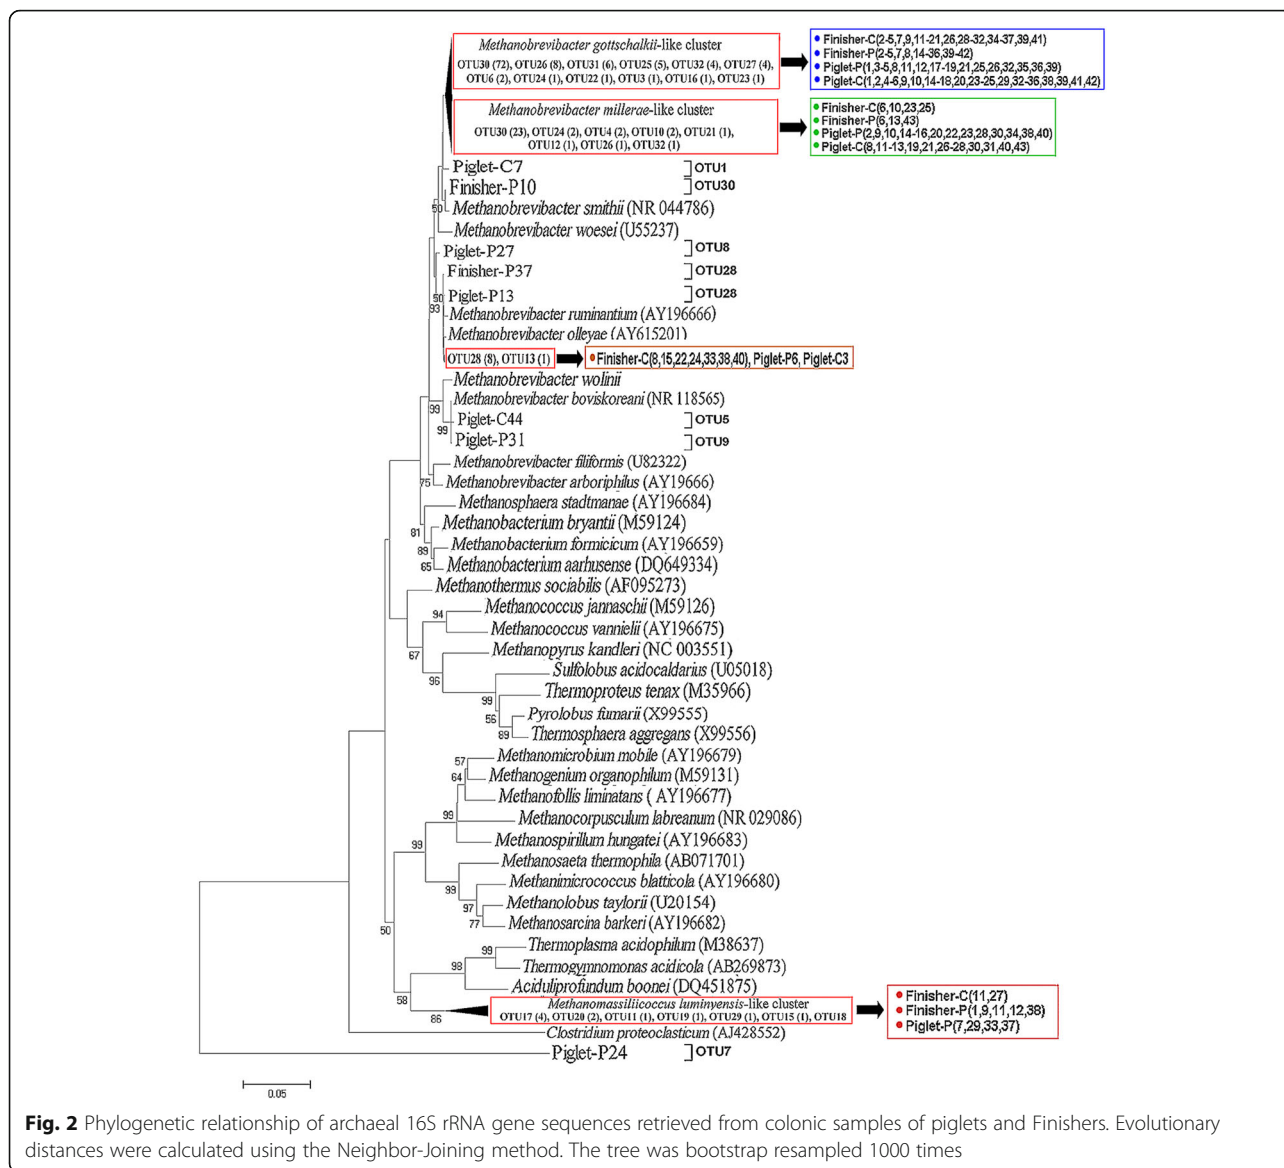 Methanobrevibacter gottschalkii-like cluster
OTU30 (72), OTU26 (8), OTU31 (6), OTU25 (5), OTU32 (4), OTU27 (4),
OTU6 (2), OTU24 (1), OTU22 (1), OTU3 (1), OTU16 (1), OTU23 (1)
Finisher-C(2-5,7,9,11-21,26,28-32,34-37,39,41)
Finisher-P(2-5,7,8,14-36,39-42)
Piglet-P(1,3-5,8,11,12,17-19,21,25,26,32,35,36,39)
Piglet-C(1,2,4-6,9,10,14-18,20,23-25,29,32-36,38,39,41,42)
Methanobrevibacter millerae-like cluster
OTU30 (23), OTU24 (2), OTU4 (2), OTU10 (2), OTU21 (1),
OTU12 (1), OTU26 (1), OTU32 (1)
Finisher-C(6,10,23,25)
Finisher-P(6,13,43)
Piglet-P(2,9,10,14-16,20,22,23,28,30,34,38,40)
Piglet-C(8,11-13,19,21,26-28,30,31,40,43)
Piglet-C7 OTU1
Finisher-P10 OTU30
50
Methanobrevibacter smithii (NR 044786)
Methanobrevibacter woesei (U55237)
Piglet-P27 OTU8
Finisher-P37 OTU28
Piglet-P13 OTU28
50
93
Methanobrevibacter ruminantium (AY196666)
Methanobrevibacter olleyae (AY615201)
OTU28 (8), OTU13 (1)
Finisher-C(8,15,22,24,33,38,40), Piglet-P6, Piglet-C3
Methanobrevibacter wolinii
Methanobrevibacter boviskoreani (NR 118565)
99
Piglet-C44 OTU5
99
Piglet-P31 OTU9
Methanobrevibacter filiformis (U82322)
75
Methanobrevibacter arboriphilus (AY19666)
Methanosphaera stadtmanae (AY196684)
Methanobacterium bryantii (M59124)
81
Methanobacterium formicicum (AY196659)
89
Methanobacterium aarhusense (DQ649334)
65
Methanothermus sociabilis (AF095273)
Methanococcus jannaschii (M59126)
94
Methanococcus vannielii (AY196675)
67
Methanopyrus kandleri (NC 003551)
96
Sulfolobus acidocaldarius (U05018)
Thermoproteus tenax (M35966)
99
Pyrolobus fumarii (X99555)
56
Thermosphaera aggregans (X99556)
89
Methanomicrobium mobile (AY196679)
57
Methanogenium organophilum (M59131)
64
Methanofollis liminatans ( AY196677)
Methanocorpusculum labreanum (NR 029086)
99
Methanospirillum hungatei (AY196683)
99
Methanosaeta thermophila (AB071701)
Methanimicrococcus blatticola (AY196680)
99
Methanolobus taylorii (U20154)
97
Methanosarcina barkeri (AY196682)
77
50
Thermoplasma acidophilum (M38637)
99
Thermogymnomonas acidicola (AB269873)
98
Aciduliprofundum boonei (DQ451875)
58
Methanomassiliicoccus luminyensis-like cluster
OTU17 (4), OTU20 (2), OTU11 (1), OTU19 (1), OTU29 (1), OTU15 (1), OTU18
86
Finisher-C(11,27)
Finisher-P(1,9,11,12,38)
Piglet-P(7,29,33,37)
Clostridium proteoclasticum (AJ428552)
Piglet-P24 OTU7
0.05
Fig. 2 Phylogenetic relationship of archaeal 16S rRNA gene sequences retrieved from colonic samples of piglets and Finishers. Evolutionary
distances were calculated using the Neighbor-Joining method. The tree was bootstrap resampled 1000 times